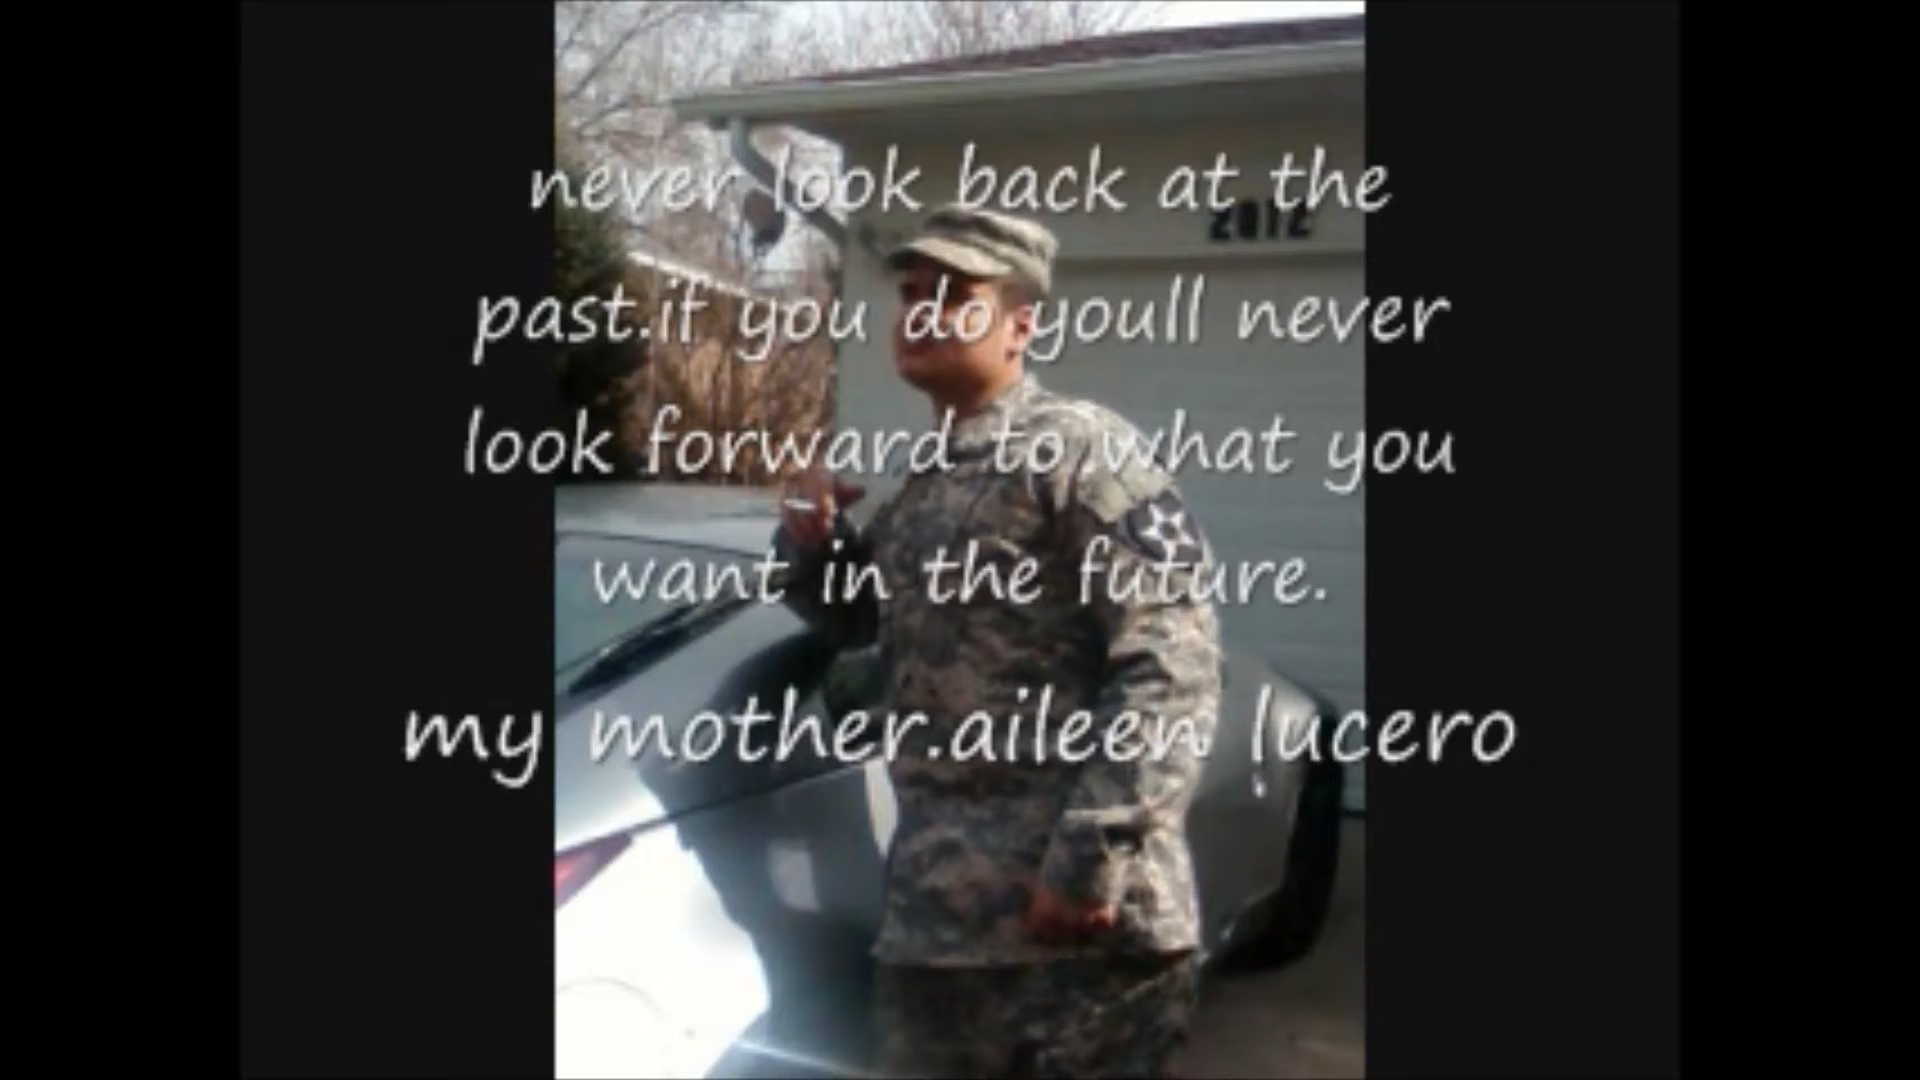 never look back at the
2012
past.if you do youll never
look forward to what you
want in the future.
my mother.aileen lucero